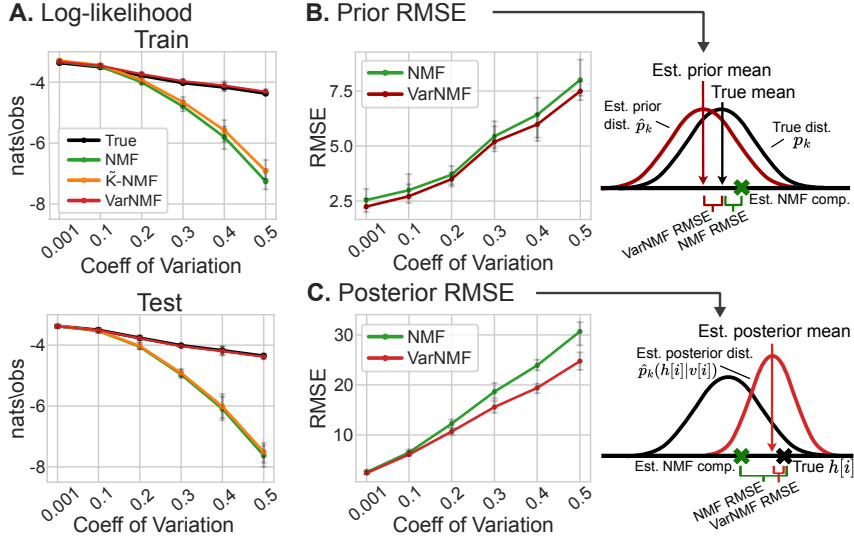 A. Log-likelihood
Train
-4
-6
-8
nats\obs
True
NMF
K̃-NMF
VarNMF
0.001
0.1
0.2
0.3
0.4
0.5
Coeff of Variation
Test
-4
-6
-8
nats\obs
0.001
0.1
0.2
0.3
0.4
0.5
Coeff of Variation
B. Prior RMSE
7.5
5.0
2.5
RMSE
NMF
VarNMF
0.001
0.1
0.2
0.3
0.4
0.5
Coeff of Variation
Est. prior mean
True mean
Est. prior
dist. p̂ₖ
True dist.
pₖ
Est. NMF comp.
VarNMF RMSE
NMF RMSE
C. Posterior RMSE
30
20
10
RMSE
NMF
VarNMF
0.001
0.1
0.2
0.3
0.4
0.5
Coeff of Variation
Est. posterior mean
Est. posterior dist.
p̂ₖ(h[i]|v[i])
Est. NMF comp.
True h[i]
NMF RMSE
VarNMF RMSE